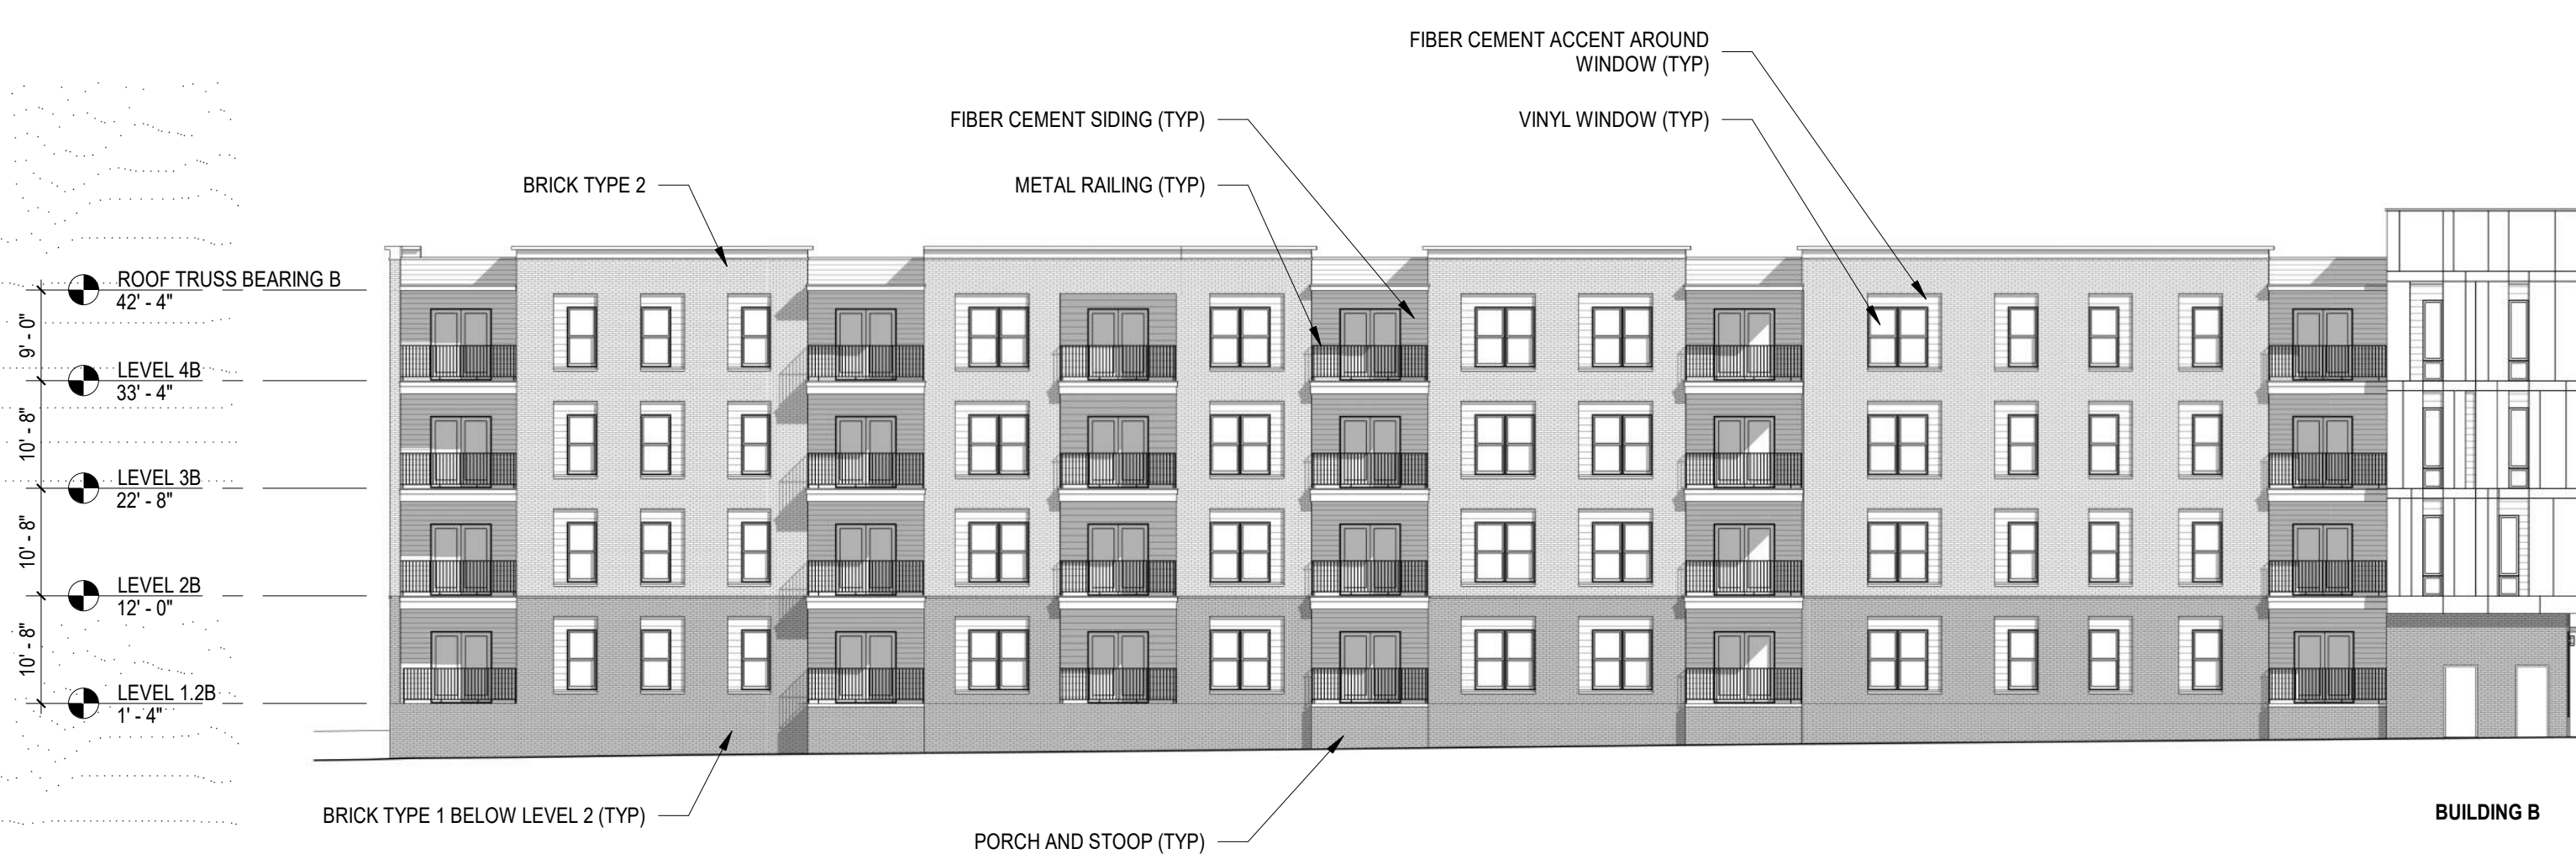 FIBER CEMENT ACCENT AROUND
WINDOW (TYP)
FIBER CEMENT SIDING (TYP)
VINYL WINDOW (TYP)
BRICK TYPE 2
METAL RAILING (TYP)
ROOF TRUSS BEARING B
42' - 4"
9' - 0"
LEVEL 4B
33' - 4"
10' - 8"
LEVEL 3B
22' - 8"
10' - 8"
LEVEL 2B
12' - 0"
10' - 8"
LEVEL 1.2B
1' - 4"
BRICK TYPE 1 BELOW LEVEL 2 (TYP)
PORCH AND STOOP (TYP)
BUILDING B